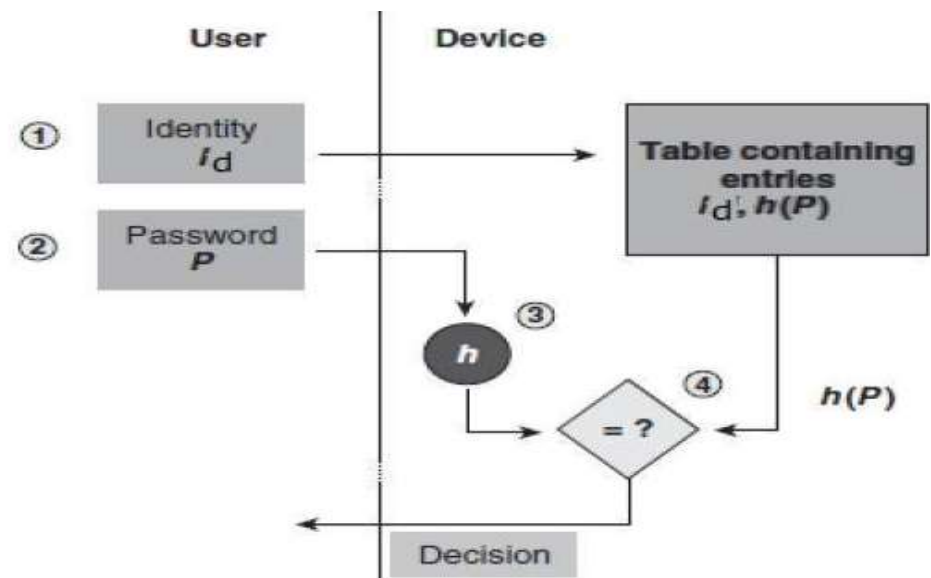 User
Device
①
Identity
id
Table containing
entries
id', h(P)
②
Password
P
③
h
④
= ?
h(P)
Decision